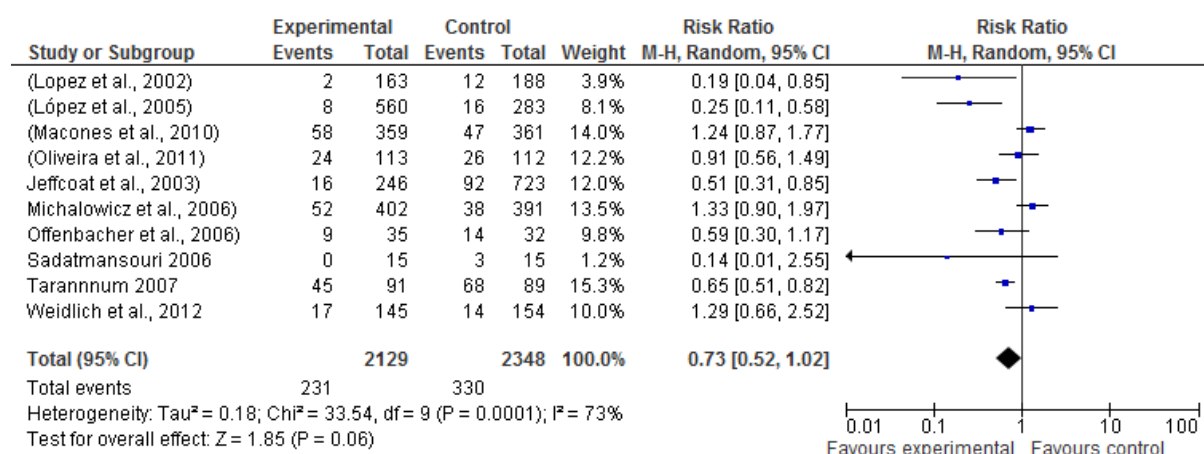 Experimental Control Risk Ratio Risk Ratio
Study or Subgroup Events Total Events Total Weight M-H, Random, 95% CI M-H, Random, 95% CI
(Lopez et al., 2002) 2 163 12 188 3.9% 0.19 [0.04, 0.85]
(López et al., 2005) 8 560 16 283 8.1% 0.25 [0.11, 0.58]
(Macones et al., 2010) 58 359 47 361 14.0% 1.24 [0.87, 1.77]
(Oliveira et al., 2011) 24 113 26 112 12.2% 0.91 [0.56, 1.49]
Jeffcoat et al., 2003) 16 246 92 723 12.0% 0.51 [0.31, 0.85]
Michalowicz et al., 2006) 52 402 38 391 13.5% 1.33 [0.90, 1.97]
Offenbacher et al., 2006) 9 35 14 32 9.8% 0.59 [0.30, 1.17]
Sadatmansouri 2006 0 15 3 15 1.2% 0.14 [0.01, 2.55]
Tarannnum 2007 45 91 68 89 15.3% 0.65 [0.51, 0.82]
Weidlich et al., 2012 17 145 14 154 10.0% 1.29 [0.66, 2.52]
Total (95% CI) 2129 2348 100.0% 0.73 [0.52, 1.02]
Total events 231 330
Heterogeneity: Tau² = 0.18; Chi² = 33.54, df = 9 (P = 0.0001); I² = 73%
Test for overall effect: Z = 1.85 (P = 0.06)
0.01 0.1 1 10 100
Favours experimental Favours control